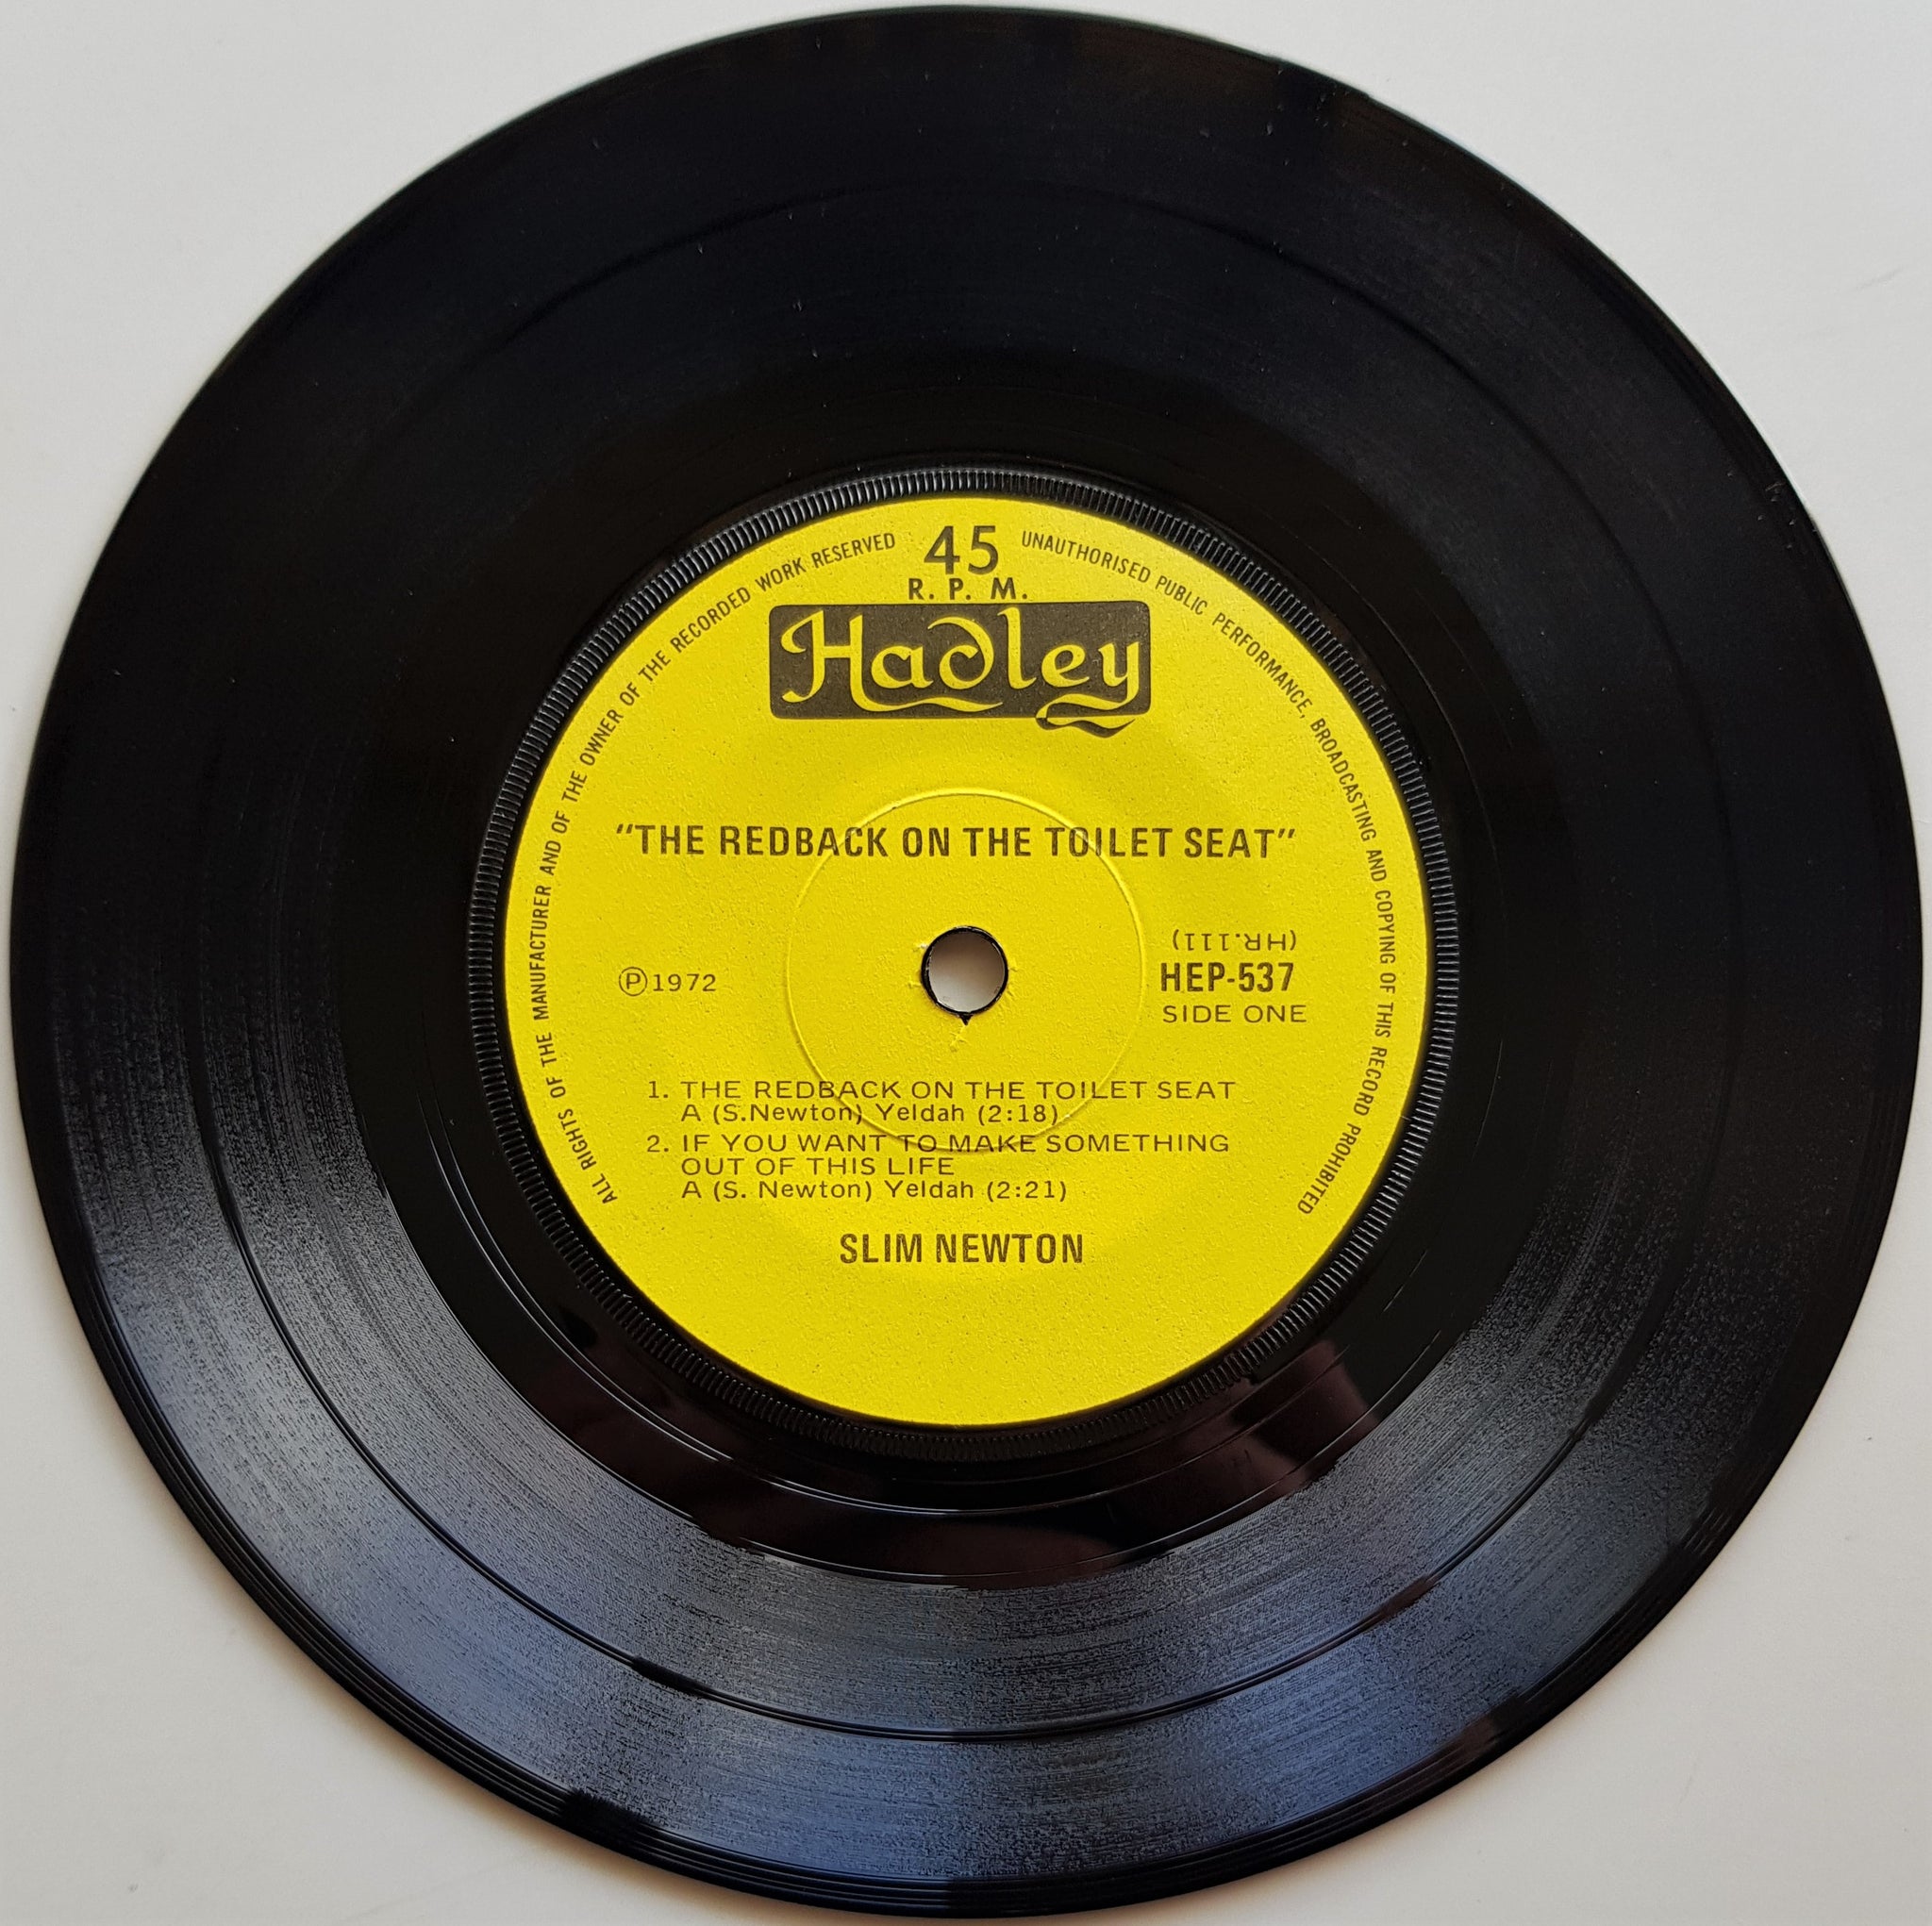 45
R. P. M.
Hadley
ALL RIGHTS OF THE MANUFACTURER AND OF THE OWNER OF THE RECORDED WORK RESERVED
UNAUTHORISED PUBLIC PERFORMANCE, BROADCASTING AND COPYING OF THIS RECORD PROHIBITED
"THE REDBACK ON THE TOILET SEAT"
(HR.111)
℗1972
HEP-537
SIDE ONE
1. THE REDBACK ON THE TOILET SEAT
A (S.Newton) Yeldah (2:18)
2. IF YOU WANT TO MAKE SOMETHING
OUT OF THIS LIFE
A (S. Newton) Yeldah (2:21)
SLIM NEWTON